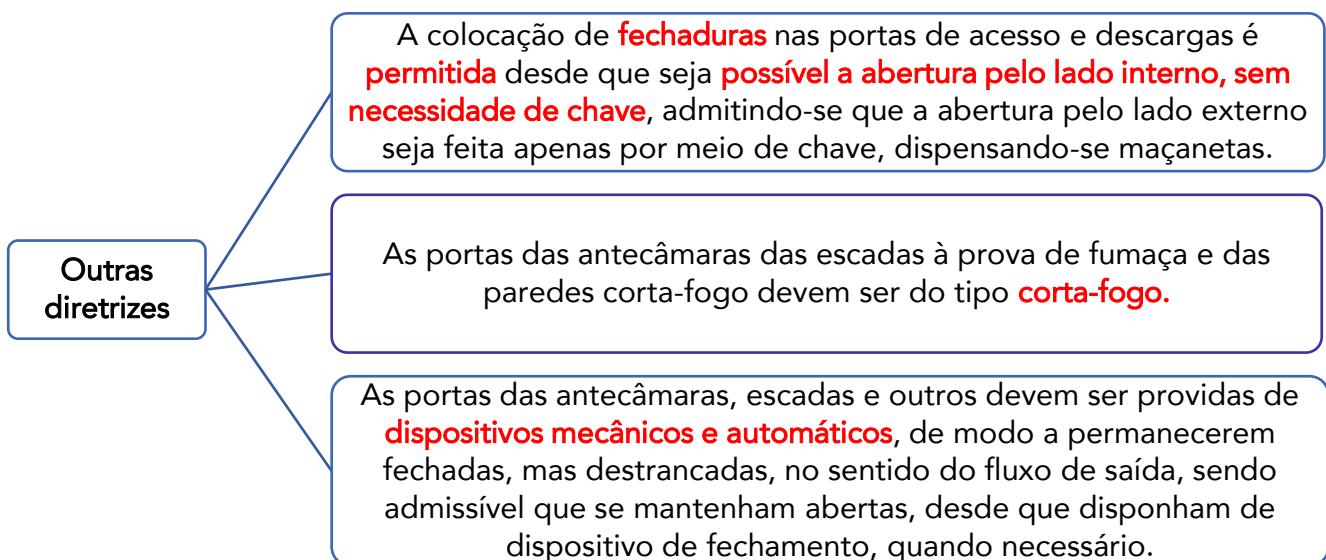 A colocação de fechaduras nas portas de acesso e descargas é
permitida desde que seja possível a abertura pelo lado interno, sem
necessidade de chave, admitindo-se que a abertura pelo lado externo
seja feita apenas por meio de chave, dispensando-se maçanetas.
Outras
diretrizes
As portas das antecâmaras das escadas à prova de fumaça e das
paredes corta-fogo devem ser do tipo corta-fogo.
As portas das antecâmaras, escadas e outros devem ser providas de
dispositivos mecânicos e automáticos, de modo a permanecerem
fechadas, mas destrancadas, no sentido do fluxo de saída, sendo
admissível que se mantenham abertas, desde que disponham de
dispositivo de fechamento, quando necessário.